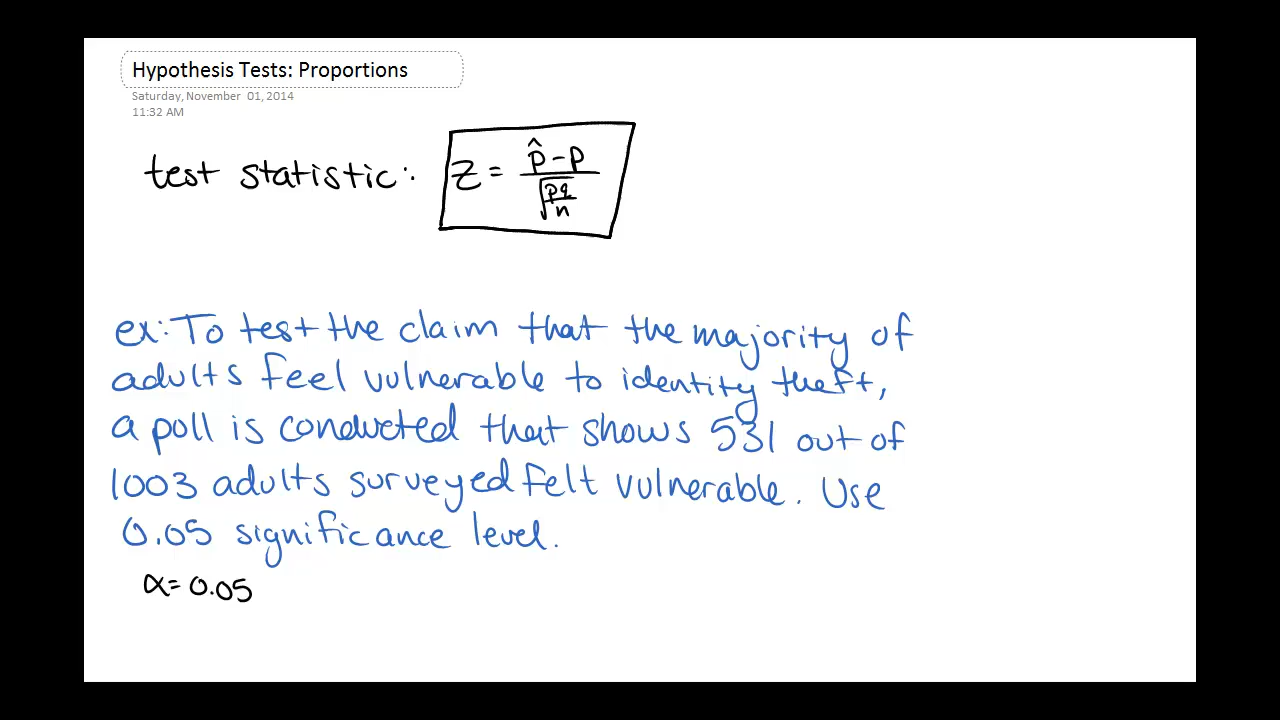 Hypothesis Tests: Proportions
Saturday, November 01, 2014
11:32 AM
test statistic: z = (p̂ - p) / √(pq/n)
ex: To test the claim that the majority of
adults feel vulnerable to identity theft,
a poll is conducted that shows 531 out of
1003 adults surveyed felt vulnerable. Use
0.05 significance level.
α = 0.05